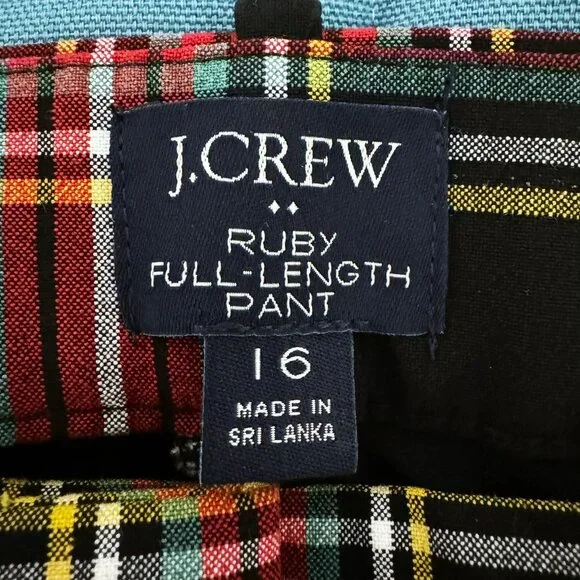 J.CREW
RUBY
FULL-LENGTH
PANT
16
MADE IN
SRI LANKA